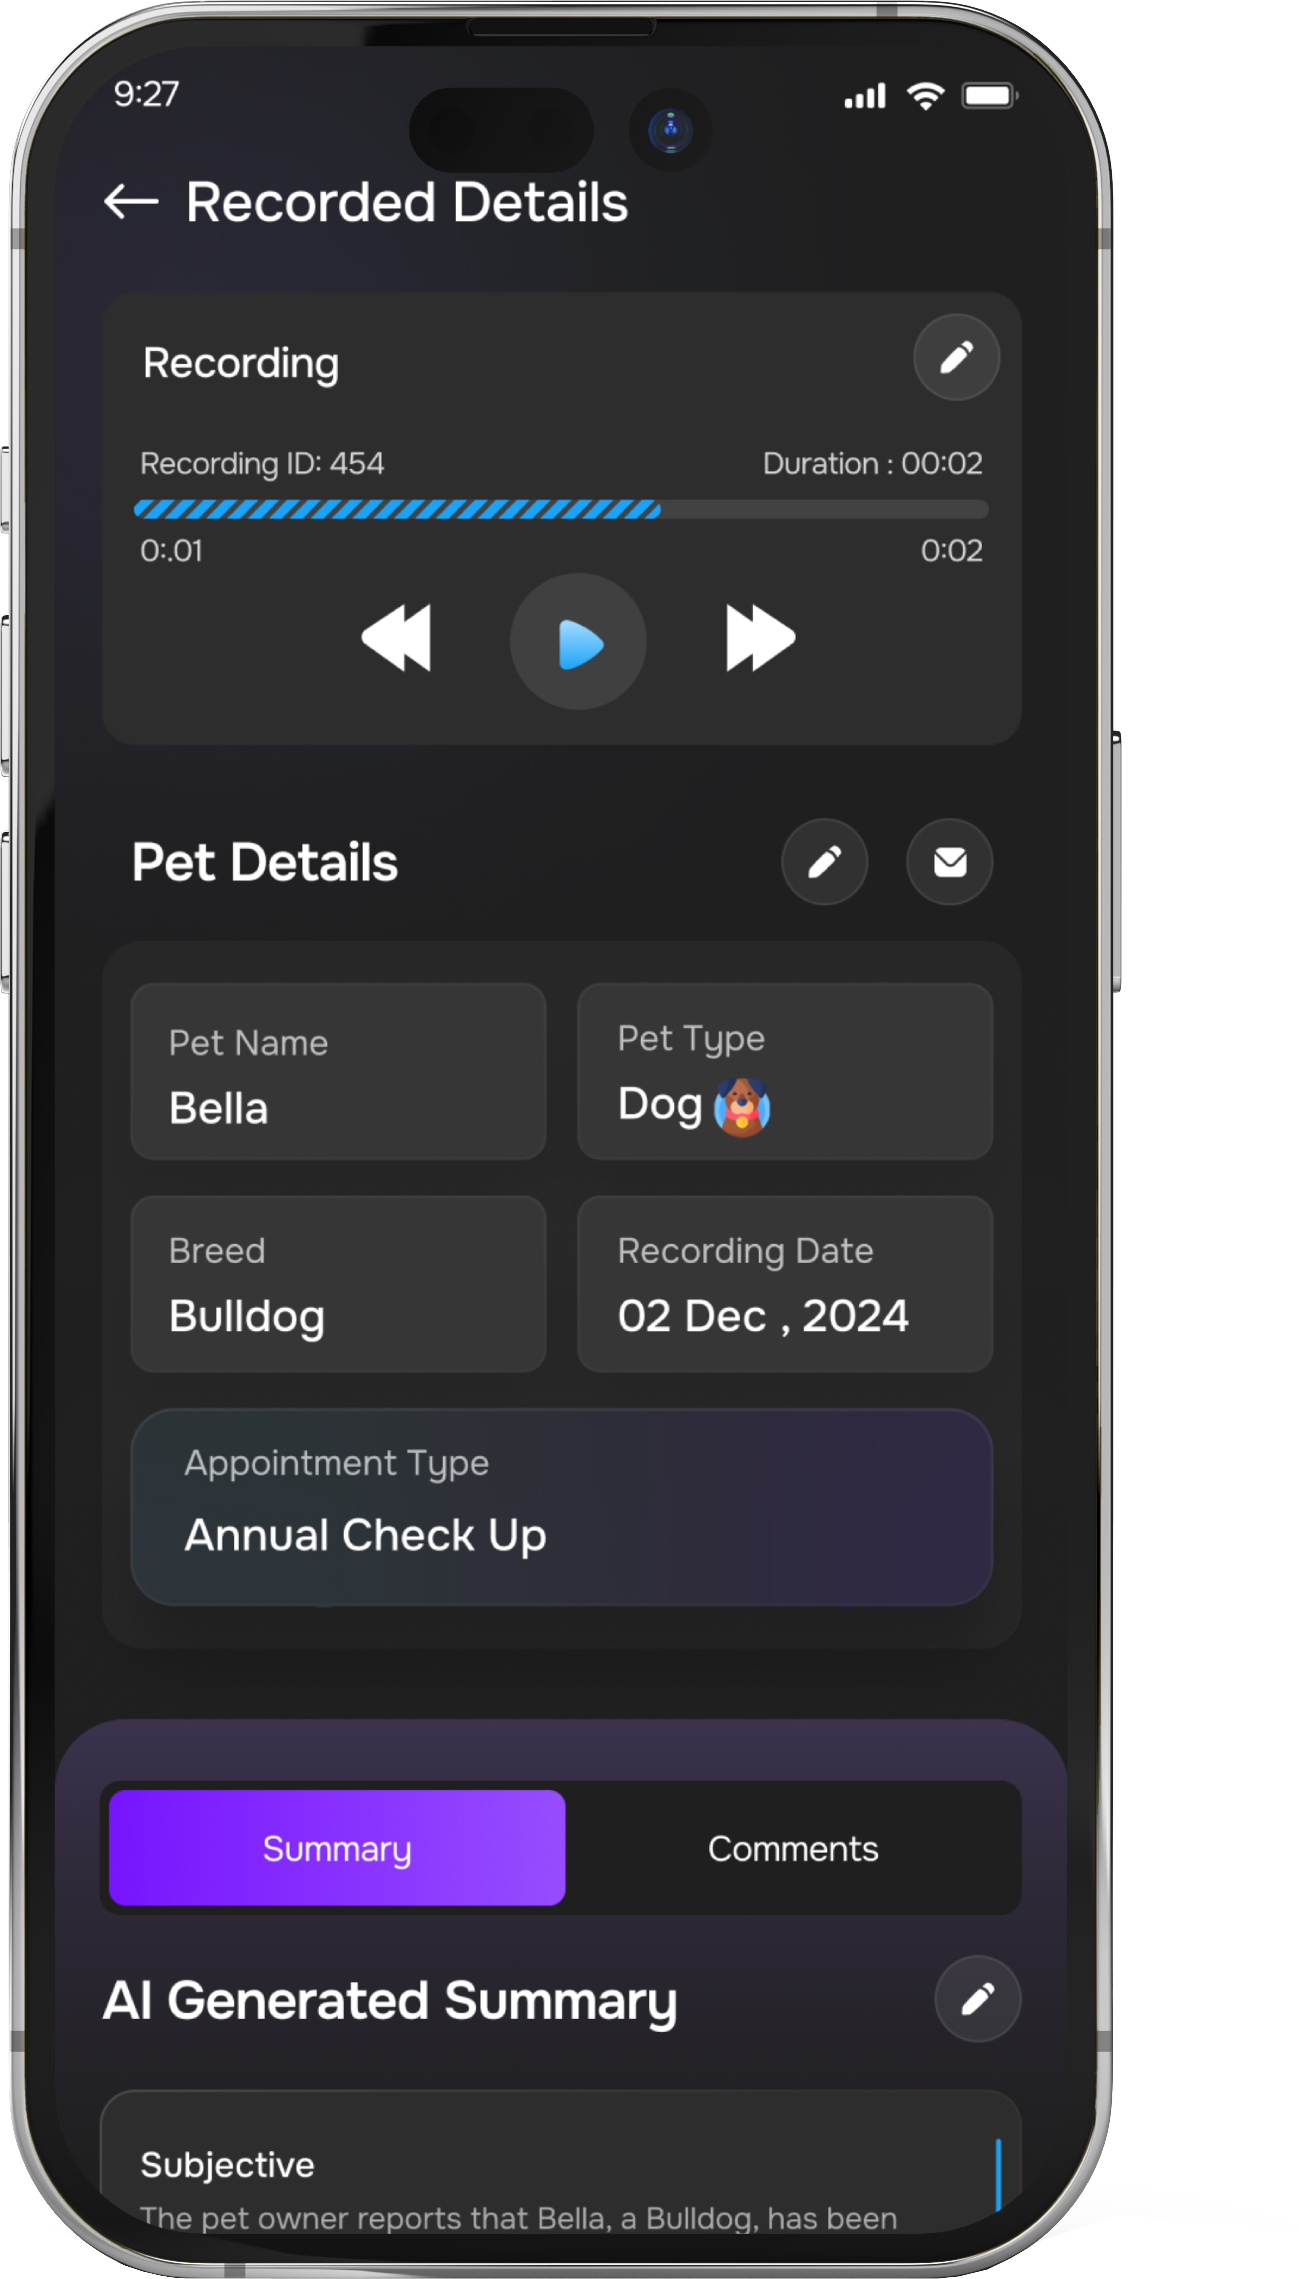 9:27
Recorded Details
Recording
Recording ID: 454 Duration : 00:02
0:.01 0:02
Pet Details
Pet Name
Bella
Pet Type
Dog
Breed
Bulldog
Recording Date
02 Dec , 2024
Appointment Type
Annual Check Up
Summary Comments
AI Generated Summary
Subjective
The pet owner reports that Bella, a Bulldog, has been